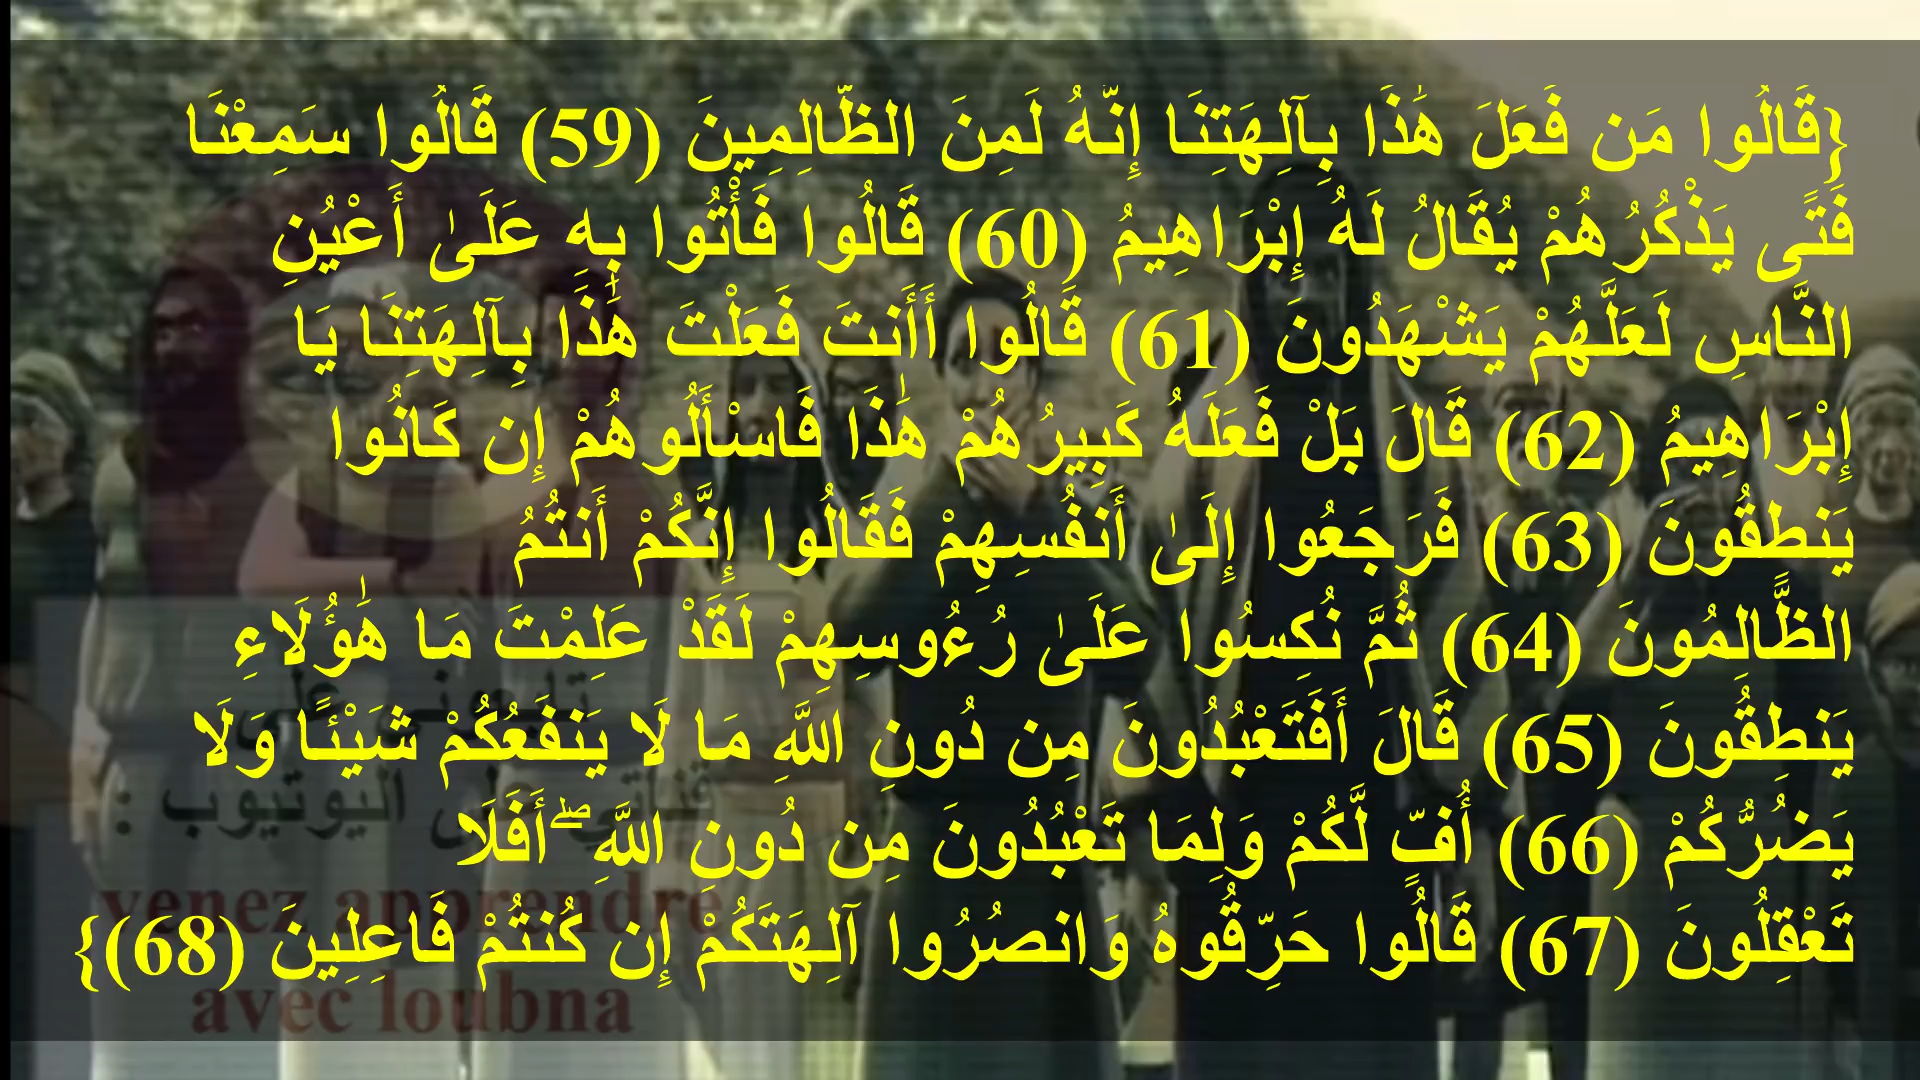 {قَالُوا مَن فَعَلَ هَٰذَا بِآلِهَتِنَا إِنَّهُ لَمِنَ الظَّالِمِينَ (59) قَالُوا سَمِعْنَا
فَتًى يَذْكُرُهُمْ يُقَالُ لَهُ إِبْرَاهِيمُ (60) قَالُوا فَأْتُوا بِهِ عَلَىٰ أَعْيُنِ
النَّاسِ لَعَلَّهُمْ يَشْهَدُونَ (61) قَالُوا أَأَنتَ فَعَلْتَ هَٰذَا بِآلِهَتِنَا يَا
إِبْرَاهِيمُ (62) قَالَ بَلْ فَعَلَهُ كَبِيرُهُمْ هَٰذَا فَاسْأَلُوهُمْ إِن كَانُوا
يَنطِقُونَ (63) فَرَجَعُوا إِلَىٰ أَنفُسِهِمْ فَقَالُوا إِنَّكُمْ أَنتُمُ
الظَّالِمُونَ (64) ثُمَّ نُكِسُوا عَلَىٰ رُءُوسِهِمْ لَقَدْ عَلِمْتَ مَا هَٰؤُلَاءِ
يَنطِقُونَ (65) قَالَ أَفَتَعْبُدُونَ مِن دُونِ اللَّهِ مَا لَا يَنفَعُكُمْ شَيْئًا وَلَا
يَضُرُّكُمْ (66) أُفٍّ لَّكُمْ وَلِمَا تَعْبُدُونَ مِن دُونِ اللَّهِ ۖ أَفَلَا
تَعْقِلُونَ (67) قَالُوا حَرِّقُوهُ وَانصُرُوا آلِهَتَكُمْ إِن كُنتُمْ فَاعِلِينَ (68)}
على
اليوتيوب :
venez apprendre
avec loubna